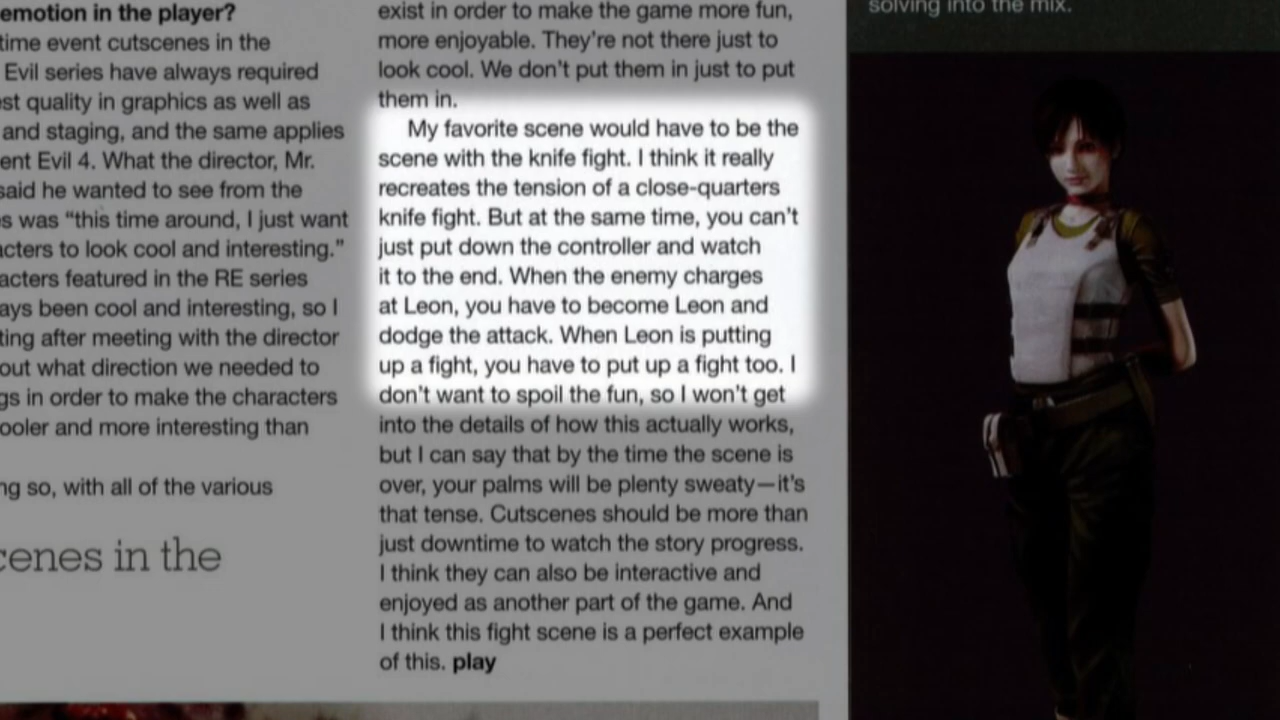 emotion in the player?
time event cutscenes in the
Evil series have always required
quality in graphics as well as
and staging, and the same applies
Evil 4. What the director, Mr.
said he wanted to see from the
was “this time around, I just want
to look cool and interesting.”
featured in the RE series
been cool and interesting, so I
after meeting with the director
what direction we needed to
in order to make the characters
and more interesting than
so, with all of the various
in the
exist in order to make the game more fun,
more enjoyable. They’re not there just to
look cool. We don’t put them in just to put
them in.
My favorite scene would have to be the
scene with the knife fight. I think it really
recreates the tension of a close-quarters
knife fight. But at the same time, you can’t
just put down the controller and watch
it to the end. When the enemy charges
at Leon, you have to become Leon and
dodge the attack. When Leon is putting
up a fight, you have to put up a fight too. I
don’t want to spoil the fun, so I won’t get
into the details of how this actually works,
but I can say that by the time the scene is
over, your palms will be plenty sweaty—it’s
that tense. Cutscenes should be more than
just downtime to watch the story progress.
I think they can also be interactive and
enjoyed as another part of the game. And
I think this fight scene is a perfect example
of this. play
solving into the mix.